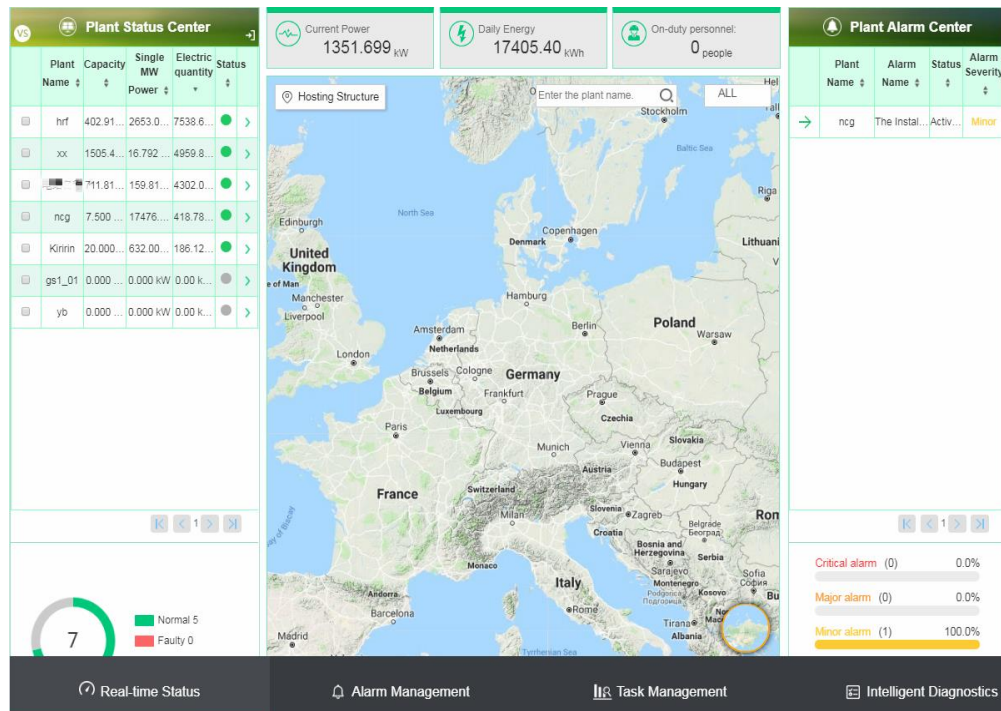 VS
Plant Status Center
Plant Name
Capacity
Single MW Power
Electric quantity
Status
hrf 402.91... 2653.0... 7538.6...
xx 1505.4... 16.792 ... 4959.8...
711.81... 159.81... 4302.0...
ncg 7.500 ... 17476.... 418.78...
Kiririn 20.000... 632.00... 186.12...
gs1_01 0.000 ... 0.000 kW 0.00 k...
yb 0.000 ... 0.000 kW 0.00 k...
1
7
Normal 5
Faulty 0
Current Power
1351.699 kW
Daily Energy
17405.40 kWh
On-duty personnel:
0 people
Hosting Structure
Enter the plant name.
ALL
Hel
Stockholm
Baltic Sea
Riga
North Sea
Edinburgh
Copenhagen
Denmark
Lithuani
United
Kingdom
e of Man
Manchester
Liverpool
Hamburg
Amsterdam
Berlin
Poland
Warsaw
Netherlands
London
Brussels
Cologne
Germany
Belgium
Frankfurt
Prague
Luxembourg
Czechia
Paris
Munich
Vienna
Slovakia
Austria
Budapest
Hungary
France
Switzerland
Slovenia
Zagreb
Milan
Croatia
Belgrade
Београд
Ron
Bosnia and
Herzegovina
Serbia
Monaco
Sarajevo
Sofia
София
Italy
Montenegro
Podgorica
Подгорица
Kosovo
Bu
Andorra
Barcelona
Rome
Tirana
Albania
Madrid
Tyrrhenian Sea
Plant Alarm Center
Plant Name
Alarm Name
Status
Alarm Severity
ncg The Instal... Activ... Minor
1
Critical alarm (0) 0.0%
Major alarm (0) 0.0%
Minor alarm (1) 100.0%
Real-time Status
Alarm Management
Task Management
Intelligent Diagnostics